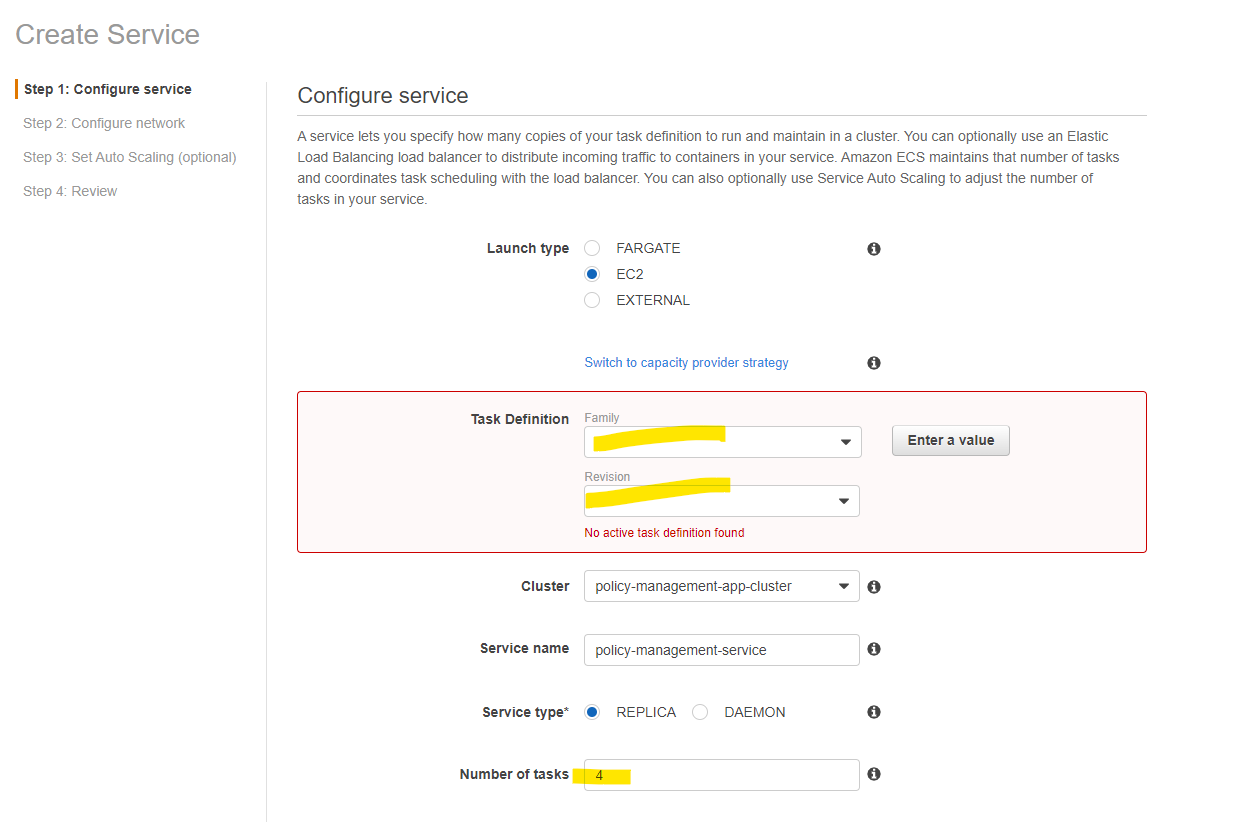 Create Service
Step 1: Configure service
Step 2: Configure network
Step 3: Set Auto Scaling (optional)
Step 4: Review
Configure service
A service lets you specify how many copies of your task definition to run and maintain in a cluster. You can optionally use an Elastic
Load Balancing load balancer to distribute incoming traffic to containers in your service. Amazon ECS maintains that number of tasks
and coordinates task scheduling with the load balancer. You can also optionally use Service Auto Scaling to adjust the number of
tasks in your service.
Launch type FARGATE
EC2
EXTERNAL
Switch to capacity provider strategy
Task Definition Family
Enter a value
Revision
No active task definition found
Cluster policy-management-app-cluster
Service name policy-management-service
Service type* REPLICA DAEMON
Number of tasks 4